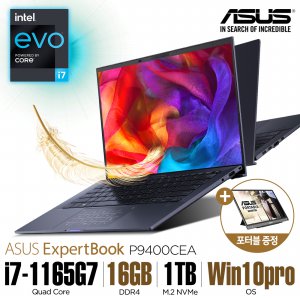 intel
evo
POWERED BY
CORE
i7
ASUS
IN SEARCH OF INCREDIBLE
ASUS ExpertBook P9400CEA
+
ASUS
포터블 증정
i7-1165G7 16GB 1TB Win10pro
Quad Core DDR4 M.2 NVMe OS